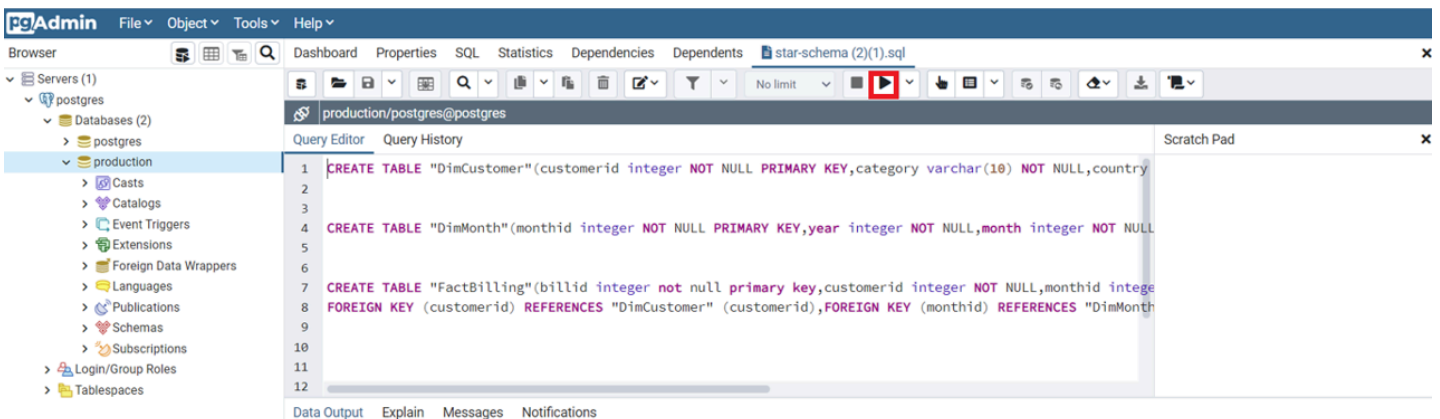 pgAdmin File Object Tools Help
Browser
Dashboard Properties SQL Statistics Dependencies Dependents star-schema (2)(1).sql x
Servers (1)
postgres
Databases (2)
postgres
production
Casts
Catalogs
Event Triggers
Extensions
Foreign Data Wrappers
Languages
Publications
Schemas
Subscriptions
Login/Group Roles
Tablespaces
No limit
production/postgres@postgres
Query Editor Query History
Scratch Pad x
1 CREATE TABLE "DimCustomer"(customerid integer NOT NULL PRIMARY KEY,category varchar(10) NOT NULL,country
2
3
4 CREATE TABLE "DimMonth"(monthid integer NOT NULL PRIMARY KEY,year integer NOT NULL,month integer NOT NULL
5
6
7 CREATE TABLE "FactBilling"(billid integer not null primary key,customerid integer NOT NULL,monthid intege
8 FOREIGN KEY (customerid) REFERENCES "DimCustomer" (customerid),FOREIGN KEY (monthid) REFERENCES "DimMonth
9
10
11
12
Data Output Explain Messages Notifications